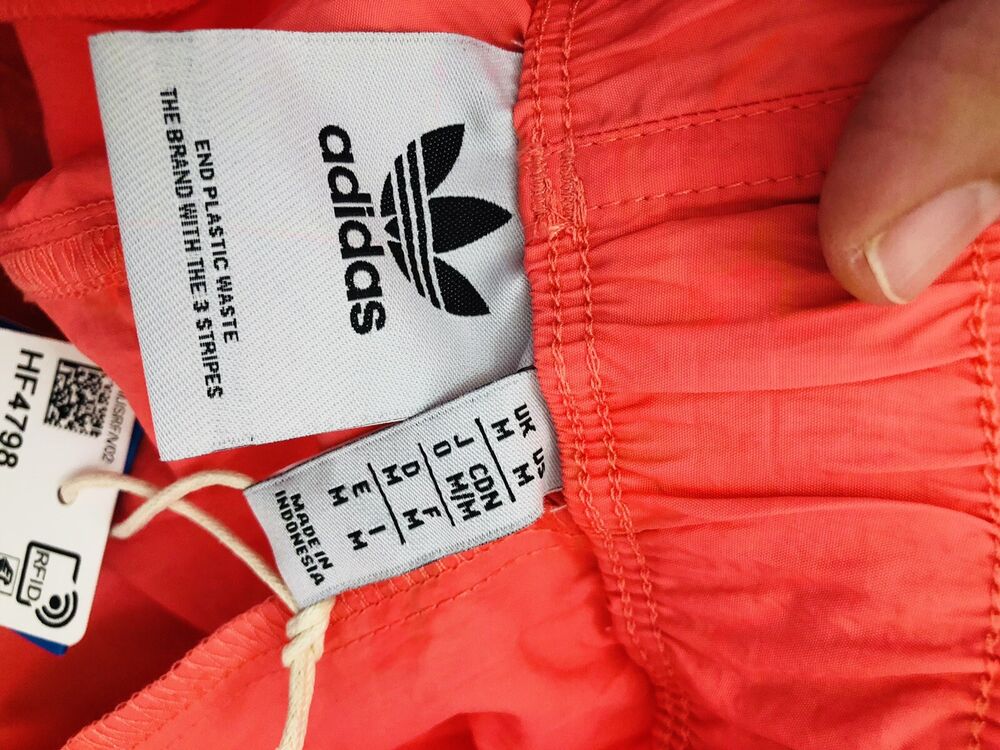 adidas
END PLASTIC WASTE
THE BRAND WITH THE 3 STRIPES
UK US
M M
J CDN
O M/M
D F
M M
E I
M M
MADE IN
INDONESIA
HF4798
RFID